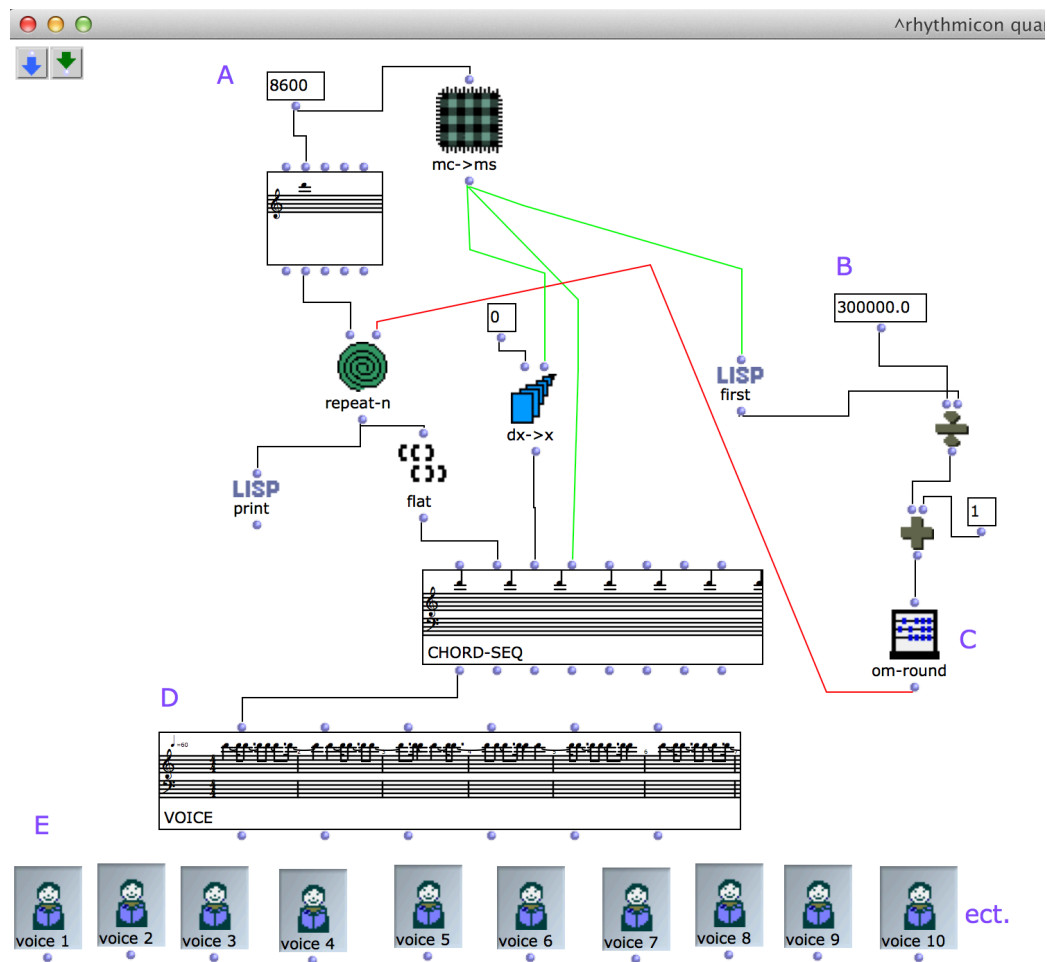 ^rhythmicon quar
A
8600
mc->ms
B
300000.0
0
LISP
first
repeat-n
dx->x
LISP
print
flat
1
CHORD-SEQ
C
om-round
D
=60
VOICE
E
voice 1
voice 2
voice 3
voice 4
voice 5
voice 6
voice 7
voice 8
voice 9
voice 10
ect.